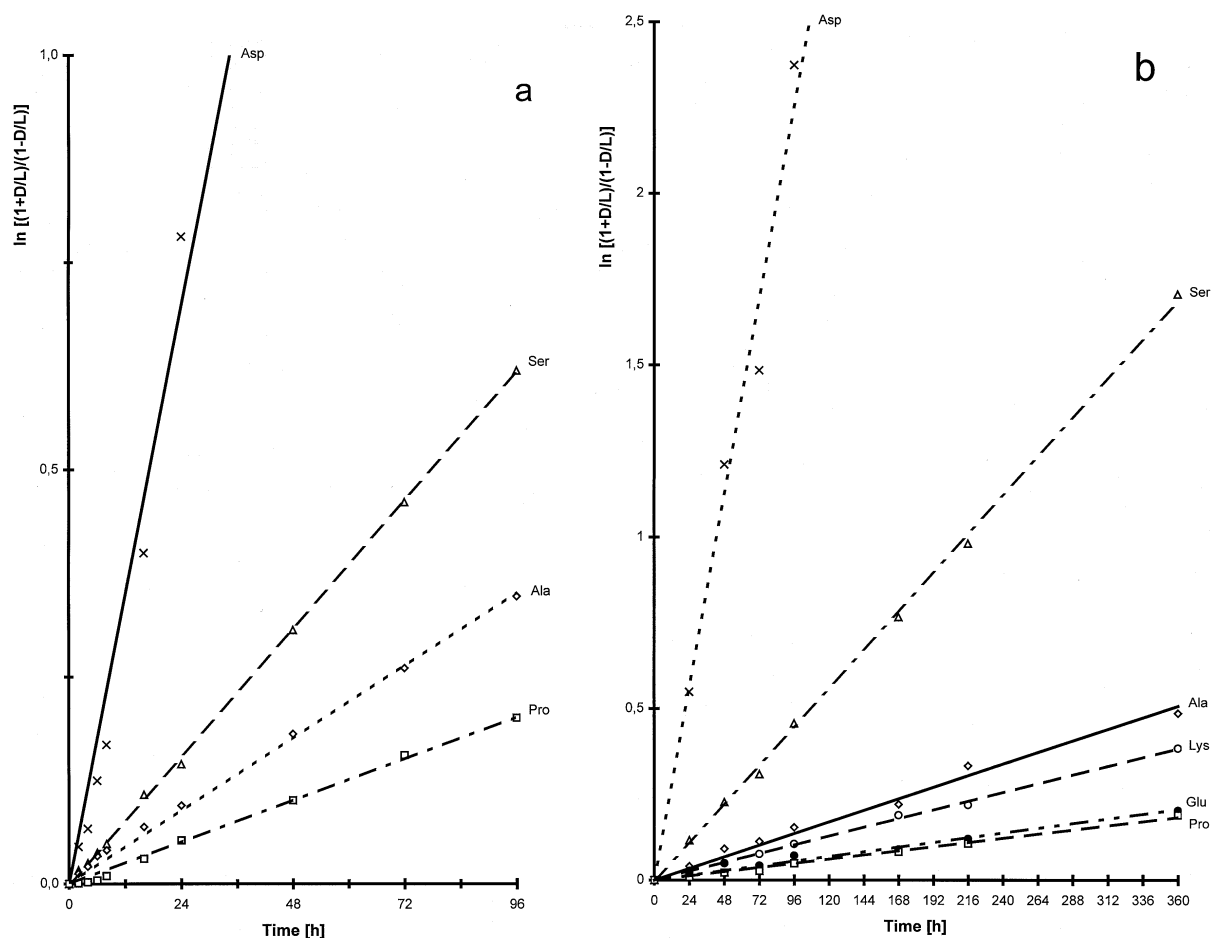 a
ln [(1+D/L)/(1-D/L)]
1,0
0,5
0,0
Asp
Ser
Ala
Pro
0 24 48 72 96
Time [h]
b
ln [(1+D/L)/(1-D/L)]
2,5
2
1,5
1
0,5
0
Asp
Ser
Ala
Lys
Glu
Pro
0 24 48 72 96 120 144 168 192 216 240 264 288 312 336 360
Time [h]